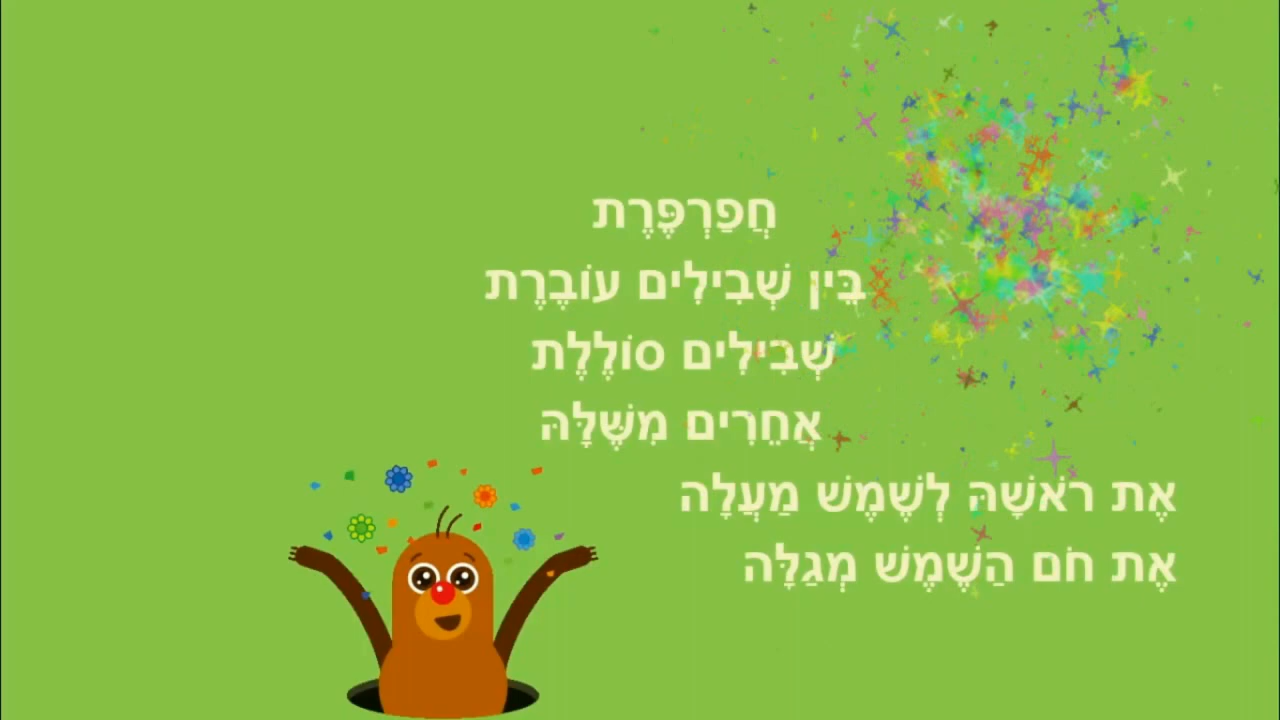 חֲפַרְפֶּרֶת
בֵּין שְׁבִילִים עוֹבֶרֶת
שְׁבִילִים סוֹלֶלֶת
אֲחֵרִים מִשֶּׁלָּהּ
אֶת רֹאשָׁהּ לְשֶׁמֶשׁ מַעֲלָה
אֶת חֹם הַשֶּׁמֶשׁ מְגַלָּה